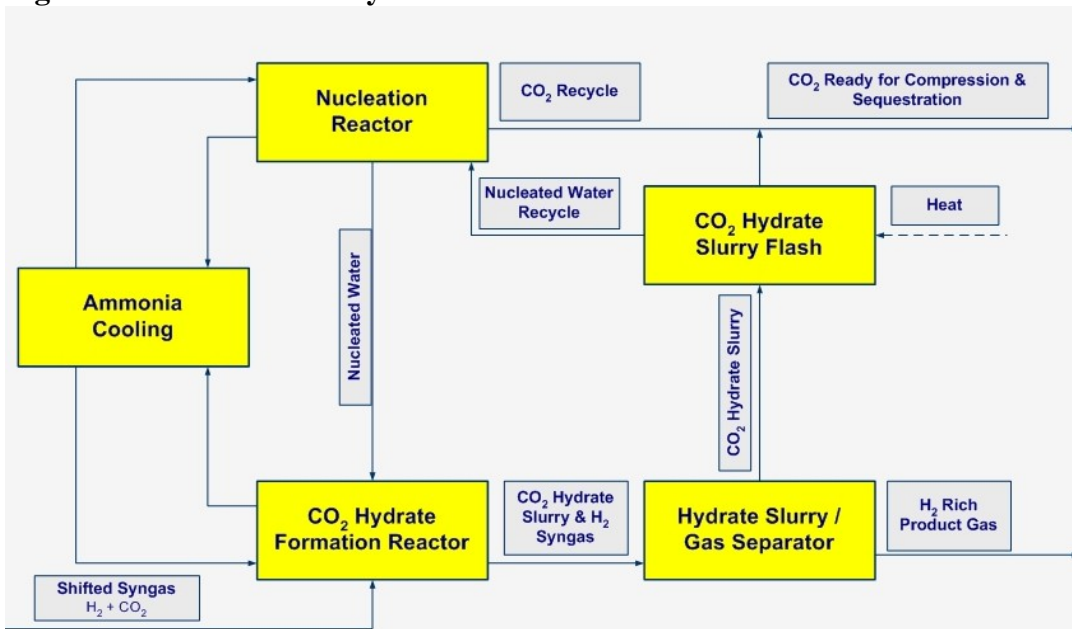 Nucleation
Reactor
CO₂ Recycle
CO₂ Ready for Compression &
Sequestration
Nucleated Water
Recycle
CO₂ Hydrate
Slurry Flash
Heat
Ammonia
Cooling
Nucleated Water
CO₂ Hydrate Slurry
CO₂ Hydrate
Formation Reactor
CO₂ Hydrate
Slurry & H₂
Syngas
Hydrate Slurry /
Gas Separator
H₂ Rich
Product Gas
Shifted Syngas
H₂ + CO₂